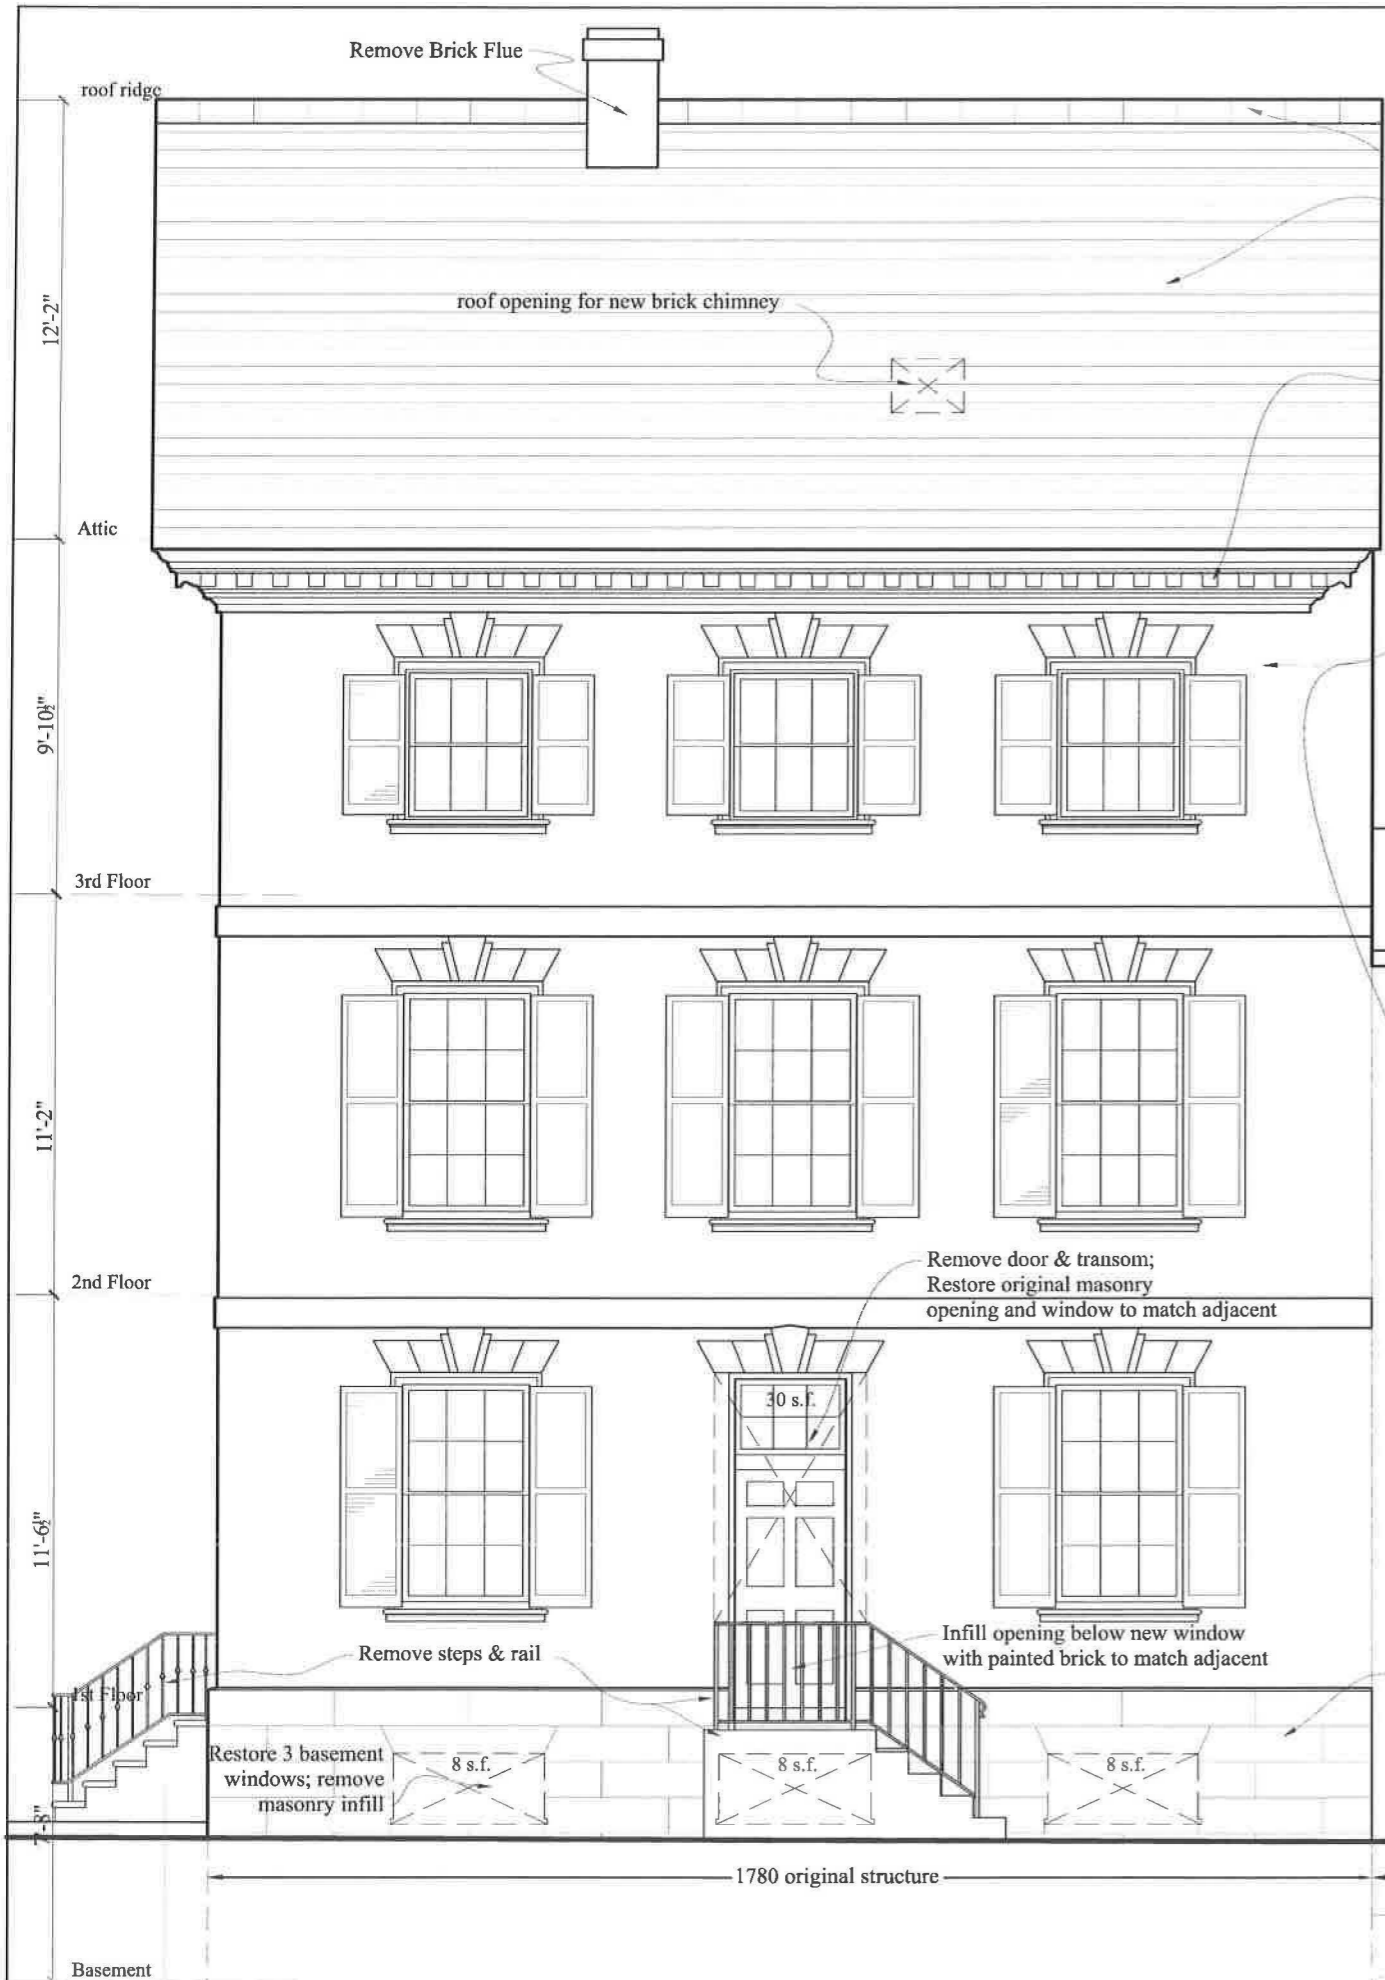 Remove Brick Flue
roof ridge
12'-2"
roof opening for new brick chimney
Attic
9'-10½"
3rd Floor
11'-2"
2nd Floor
Remove door & transom;
Restore original masonry
opening and window to match adjacent
30 s.f.
11'-6½"
Infill opening below new window
with painted brick to match adjacent
Remove steps & rail
1st Floor
Restore 3 basement
windows; remove
masonry infill
8 s.f.
8 s.f.
8 s.f.
1780 original structure
Basement